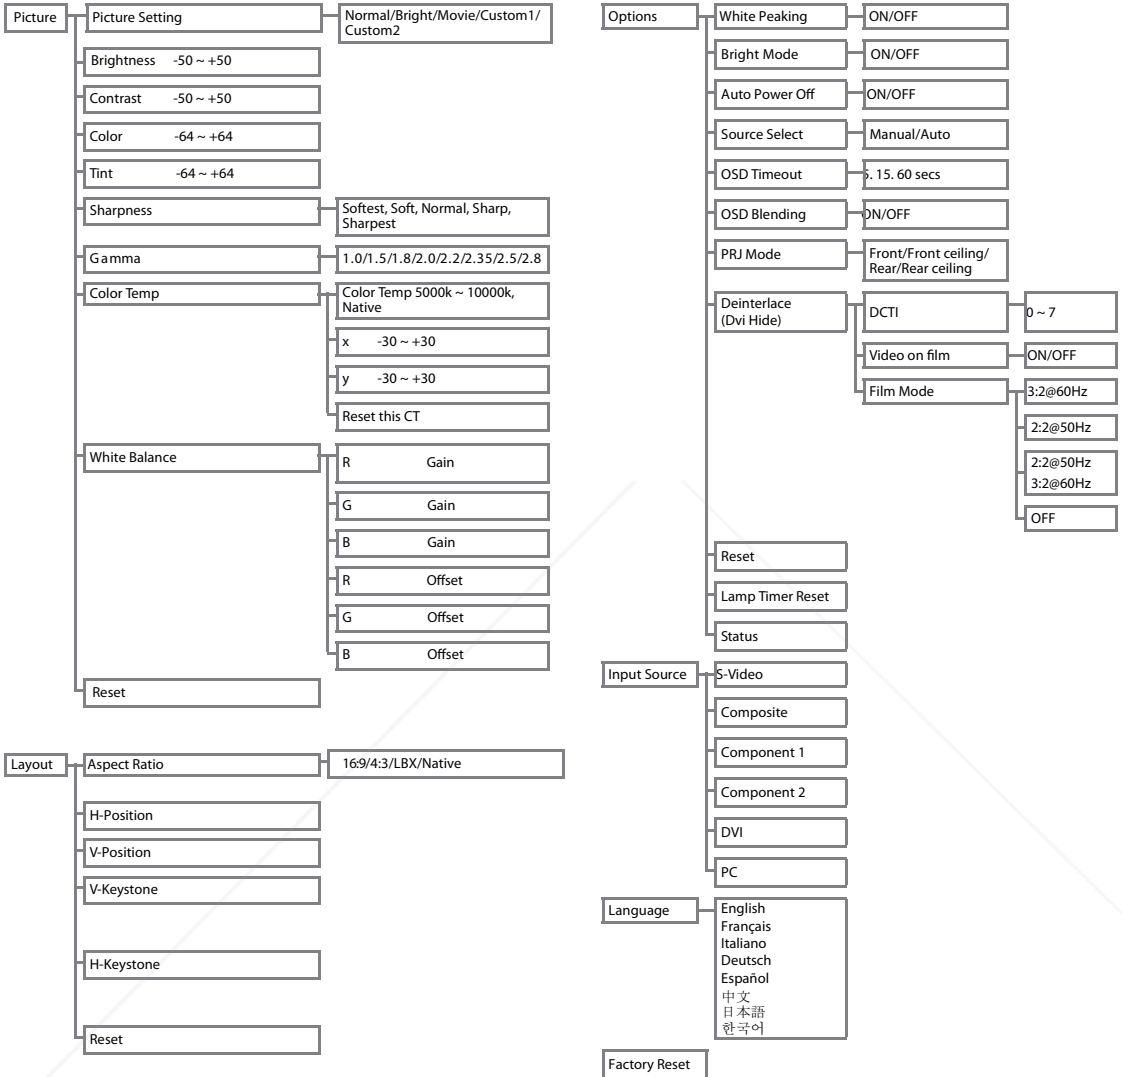 Picture
Picture Setting
Normal/Bright/Movie/Custom1/
Custom2
Brightness -50 ~ +50
Contrast -50 ~ +50
Color -64 ~ +64
Tint -64 ~ +64
Sharpness
Softest, Soft, Normal, Sharp,
Sharpest
Gamma
1.0/1.5/1.8/2.0/2.2/2.35/2.5/2.8
Color Temp
Color Temp 5000k ~ 10000k,
Native
x -30 ~ +30
y -30 ~ +30
Reset this CT
White Balance
R Gain
G Gain
B Gain
R Offset
G Offset
B Offset
Reset
Layout
Aspect Ratio
16:9/4:3/LBX/Native
H-Position
V-Position
V-Keystone
H-Keystone
Reset
Options
White Peaking
ON/OFF
Bright Mode
ON/OFF
Auto Power Off
ON/OFF
Source Select
Manual/Auto
OSD Timeout
5. 15. 60 secs
OSD Blending
ON/OFF
PRJ Mode
Front/Front ceiling/
Rear/Rear ceiling
Deinterlace
(Dvi Hide)
DCTI
0 ~ 7
Video on film
ON/OFF
Film Mode
3:2@60Hz
2:2@50Hz
2:2@50Hz
3:2@60Hz
OFF
Reset
Lamp Timer Reset
Status
Input Source
S-Video
Composite
Component 1
Component 2
DVI
PC
Language
English
Français
Italiano
Deutsch
Español
中文
日本語
한국어
Factory Reset